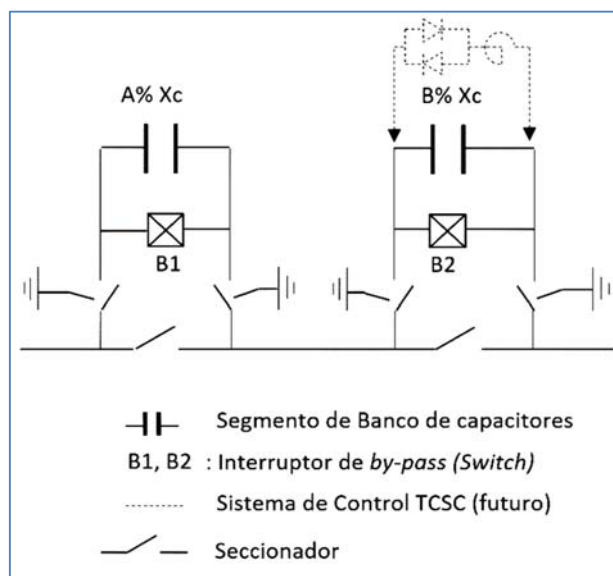 A% Xc
B% Xc
B1
B2
Segmento de Banco de capacitores
B1, B2 : Interruptor de by-pass (Switch)
Sistema de Control TCSC (futuro)
Seccionador